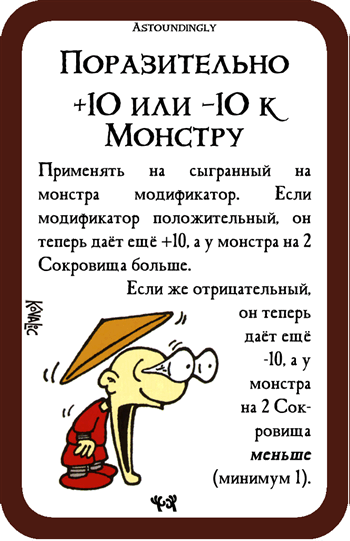 Astoundingly
Поразительно
+10 или -10 к
Монстру
Применять на сыгранный на
монстра модификатор. Если
модификатор положительный, он
теперь даёт ещё +10, а у монстра на 2
Сокровища больше.
Если же отрицательный,
он теперь
даёт ещё
-10, а у
монстра
на 2 Сок-
ровища
меньше
(минимум 1).
Kovalic